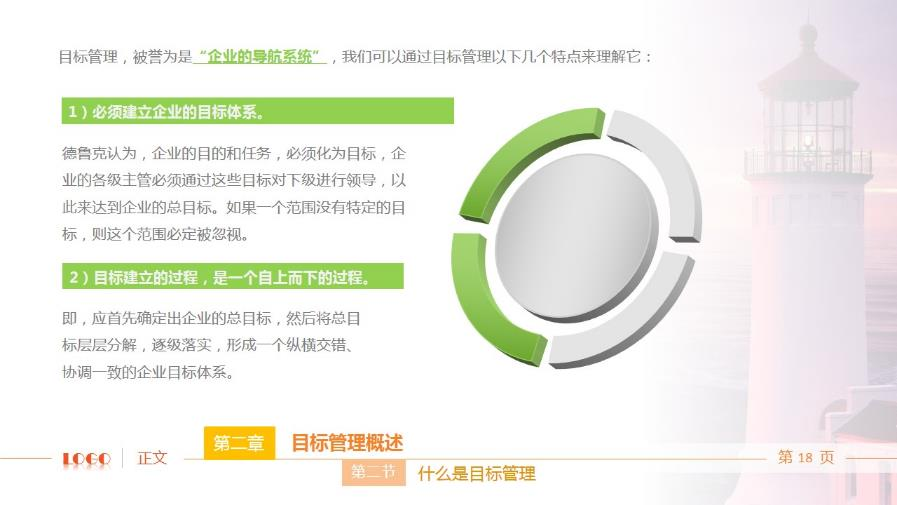 目标管理，被誉为是“企业的导航系统”，我们可以通过目标管理以下几个特点来理解它：
1）必须建立企业的目标体系。
德鲁克认为，企业的目的和任务，必须化为目标，企
业的各级主管必须通过这些目标对下级进行领导，以
此来达到企业的总目标。如果一个范围没有特定的目
标，则这个范围必定被忽视。
2）目标建立的过程，是一个自上而下的过程。
即，应首先确定出企业的总目标，然后将总目
标层层分解，逐级落实，形成一个纵横交错、
协调一致的企业目标体系。
第二章 目标管理概述
LOGO 正文
第 18 页
第二节 什么是目标管理